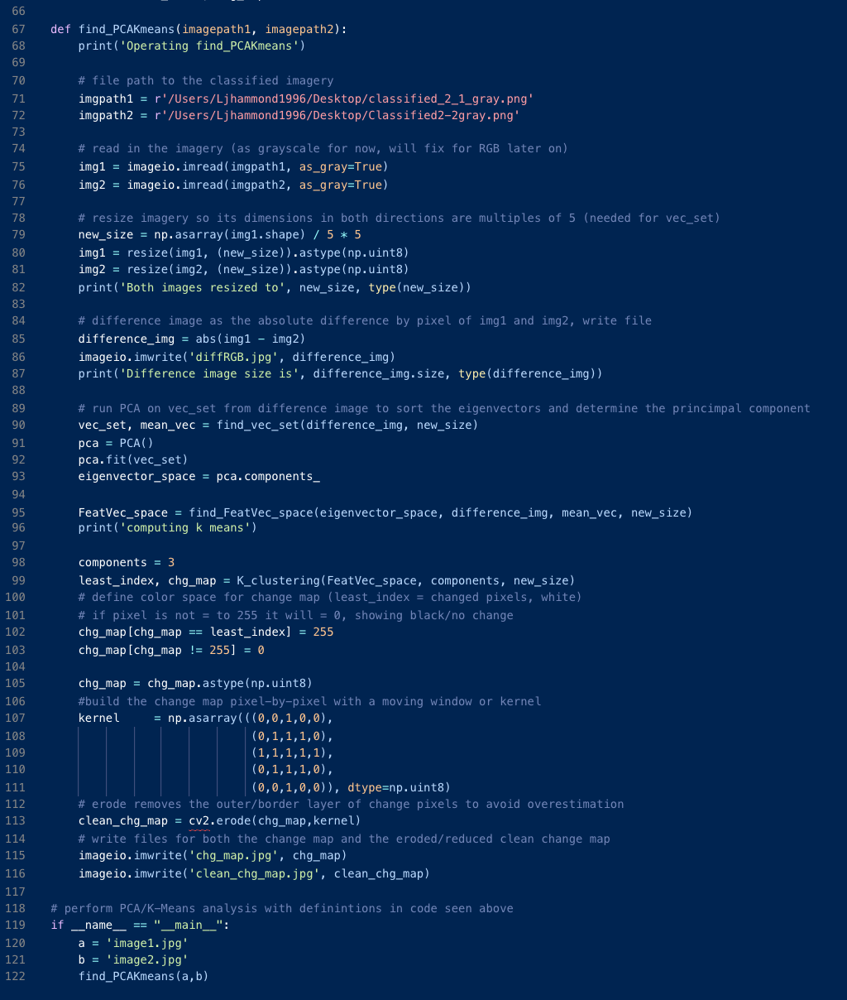 66
67 def find_PCAKmeans(imagepath1, imagepath2):
68     print('Operating find_PCAKmeans')
69
70     # file path to the classified imagery
71     imgpath1 = r'/Users/Ljhammond1996/Desktop/classified_2_1_gray.png'
72     imgpath2 = r'/Users/Ljhammond1996/Desktop/Classified2-2gray.png'
73
74     # read in the imagery (as grayscale for now, will fix for RGB later on)
75     img1 = imageio.imread(imgpath1, as_gray=True)
76     img2 = imageio.imread(imgpath2, as_gray=True)
77
78     # resize imagery so its dimensions in both directions are multiples of 5 (needed for vec_set)
79     new_size = np.asarray(img1.shape) / 5 * 5
80     img1 = resize(img1, (new_size)).astype(np.uint8)
81     img2 = resize(img2, (new_size)).astype(np.uint8)
82     print('Both images resized to', new_size, type(new_size))
83
84     # difference image as the absolute difference by pixel of img1 and img2, write file
85     difference_img = abs(img1 - img2)
86     imageio.imwrite('diffRGB.jpg', difference_img)
87     print('Difference image size is', difference_img.size, type(difference_img))
88
89     # run PCA on vec_set from difference image to sort the eigenvectors and determine the princimpal component
90     vec_set, mean_vec = find_vec_set(difference_img, new_size)
91     pca = PCA()
92     pca.fit(vec_set)
93     eigenvector_space = pca.components_
94
95     FeatVec_space = find_FeatVec_space(eigenvector_space, difference_img, mean_vec, new_size)
96     print('computing k means')
97
98     components = 3
99     least_index, chg_map = K_clustering(FeatVec_space, components, new_size)
100     # define color space for change map (least_index = changed pixels, white)
101     # if pixel is not = to 255 it will = 0, showing black/no change
102     chg_map[chg_map == least_index] = 255
103     chg_map[chg_map != 255] = 0
104
105     chg_map = chg_map.astype(np.uint8)
106     #build the change map pixel-by-pixel with a moving window or kernel
107     kernel     = np.asarray(((0,0,1,0,0),
108                              (0,1,1,1,0),
109                              (1,1,1,1,1),
110                              (0,1,1,1,0),
111                              (0,0,1,0,0)), dtype=np.uint8)
112     # erode removes the outer/border layer of change pixels to avoid overestimation
113     clean_chg_map = cv2.erode(chg_map,kernel)
114     # write files for both the change map and the eroded/reduced clean change map
115     imageio.imwrite('chg_map.jpg', chg_map)
116     imageio.imwrite('clean_chg_map.jpg', clean_chg_map)
117
118 # perform PCA/K-Means analysis with definintions in code seen above
119 if __name__ == "__main__":
120     a = 'image1.jpg'
121     b = 'image2.jpg'
122     find_PCAKmeans(a,b)